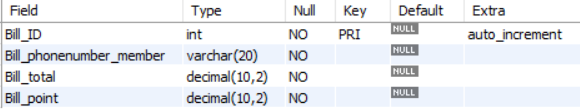 Field Type Null Key Default Extra
Bill_ID int NO PRI NULL auto_increment
Bill_phonenumber_member varchar(20) NO NULL
Bill_total decimal(10,2) NO NULL
Bill_point decimal(10,2) NO NULL